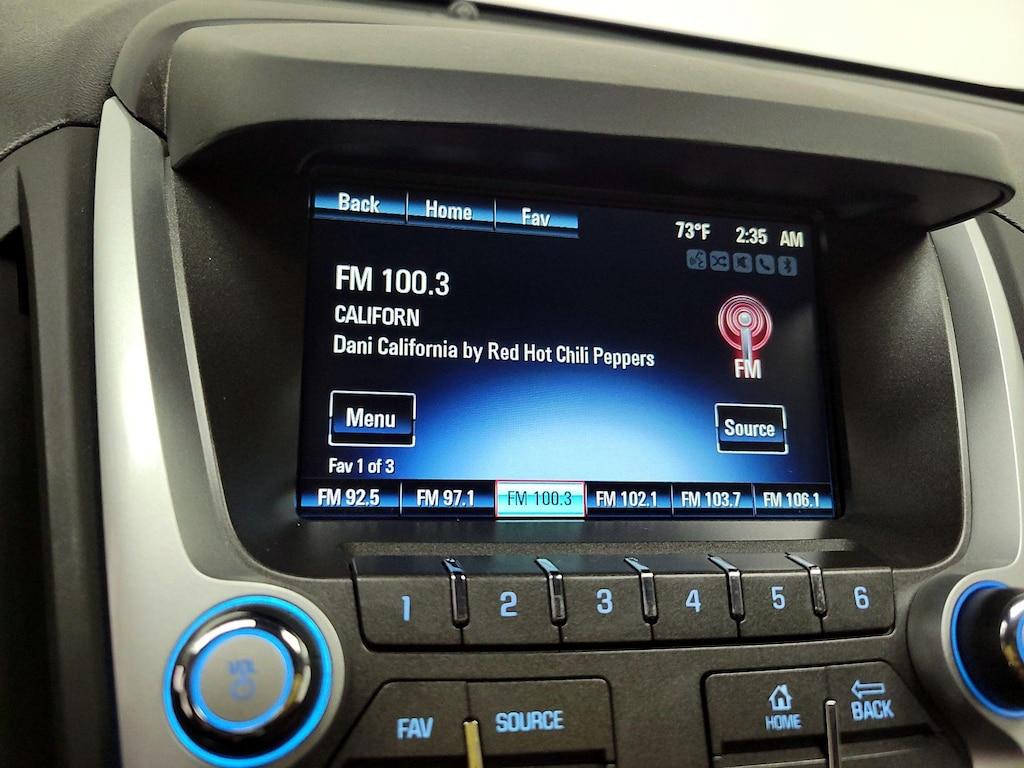 Back Home Fav
73°F 2:35 AM
FM 100.3
CALIFORN
Dani California by Red Hot Chili Peppers
FM
Menu
Source
Fav 1 of 3
FM 92.5 FM 97.1 FM 100.3 FM 102.1 FM 103.7 FM 106.1
1 2 3 4 5 6
VOL
FAV SOURCE HOME BACK